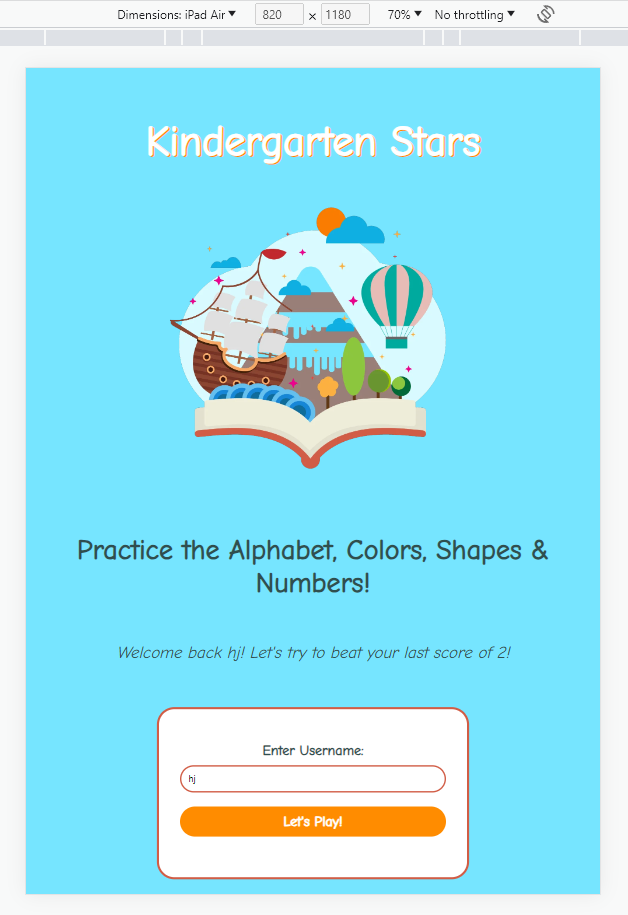 Dimensions: iPad Air 820 × 1180 70% No throttling
Kindergarten Stars
Practice the Alphabet, Colors, Shapes &
Numbers!
Welcome back hj! Let's try to beat your last score of 2!
Enter Username:
hj
Let's Play!